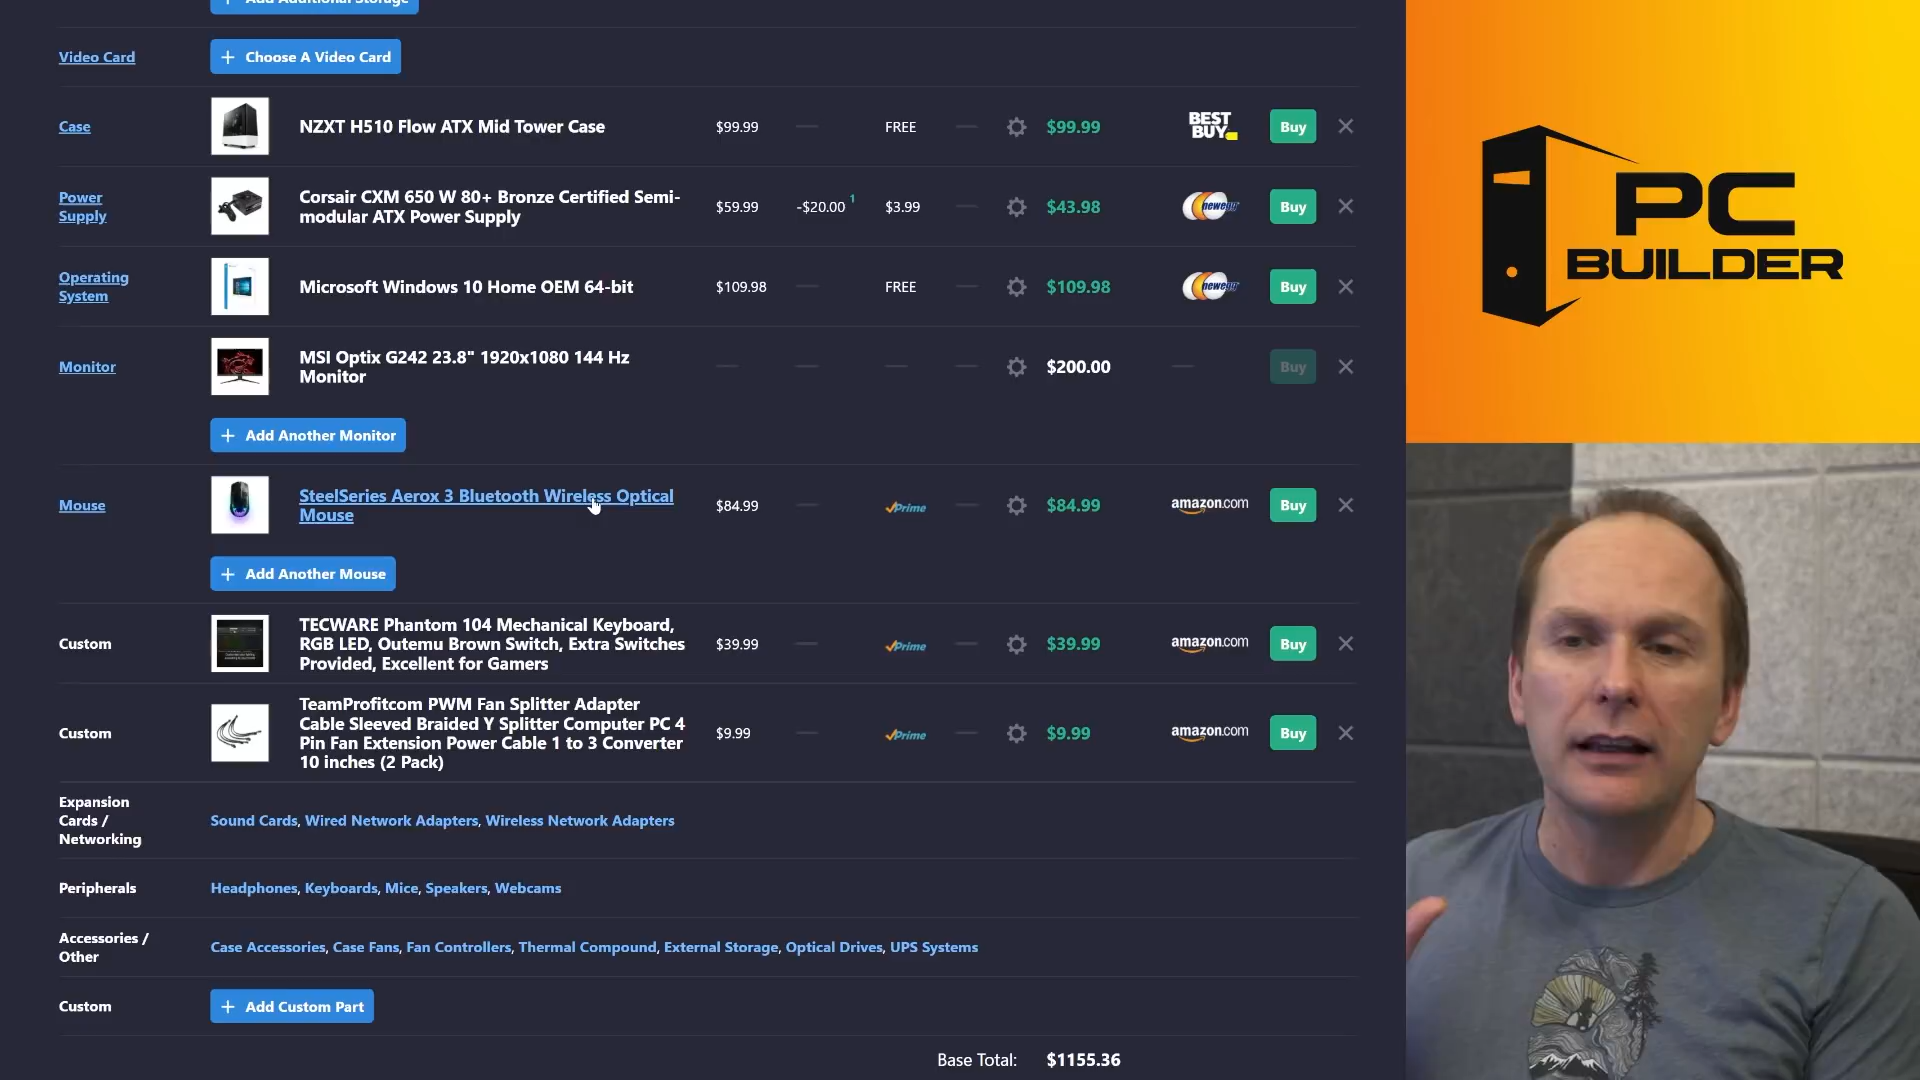 + Add Additional Storage
Video Card + Choose A Video Card
Case NZXT H510 Flow ATX Mid Tower Case $99.99 — FREE — $99.99 BEST BUY Buy
Power Supply
Corsair CXM 650 W 80+ Bronze Certified Semi-
modular ATX Power Supply
$59.99 -$20.00 1 $3.99 — $43.98 newegg Buy
Operating System
Microsoft Windows 10 Home OEM 64-bit $109.98 — FREE — $109.98 newegg Buy
Monitor
MSI Optix G242 23.8" 1920x1080 144 Hz
Monitor
— — — — $200.00 — Buy
+ Add Another Monitor
Mouse
SteelSeries Aerox 3 Bluetooth Wireless Optical
Mouse
$84.99 — Prime — $84.99 amazon.com Buy
+ Add Another Mouse
Custom
TECWARE Phantom 104 Mechanical Keyboard,
RGB LED, Outemu Brown Switch, Extra Switches
Provided, Excellent for Gamers
$39.99 — Prime — $39.99 amazon.com Buy
Custom
TeamProfitcom PWM Fan Splitter Adapter
Cable Sleeved Braided Y Splitter Computer PC 4
Pin Fan Extension Power Cable 1 to 3 Converter
10 inches (2 Pack)
$9.99 — Prime — $9.99 amazon.com Buy
Expansion
Cards /
Networking
Sound Cards, Wired Network Adapters, Wireless Network Adapters
Peripherals
Headphones, Keyboards, Mice, Speakers, Webcams
Accessories /
Other
Case Accessories, Case Fans, Fan Controllers, Thermal Compound, External Storage, Optical Drives, UPS Systems
Custom + Add Custom Part
Base Total: $1155.36
PC
BUILDER